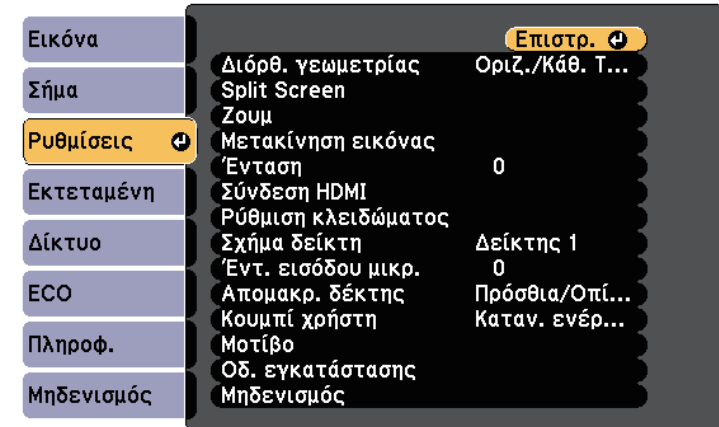 Εικόνα
Σήμα
Ρυθμίσεις
Εκτεταμένη
Δίκτυο
ECO
Πληροφ.
Μηδενισμός
Επιστρ.
Διόρθ. γεωμετρίας Οριζ./Κάθ. Τ...
Split Screen
Ζουμ
Μετακίνηση εικόνας
Ένταση 0
Σύνδεση HDMI
Ρύθμιση κλειδώματος
Σχήμα δείκτη Δείκτης 1
Έντ. εισόδου μικρ. 0
Απομακρ. δέκτης Πρόσθια/Οπί...
Κουμπί χρήστη Καταν. ενέρ...
Μοτίβο
Οδ. εγκατάστασης
Μηδενισμός